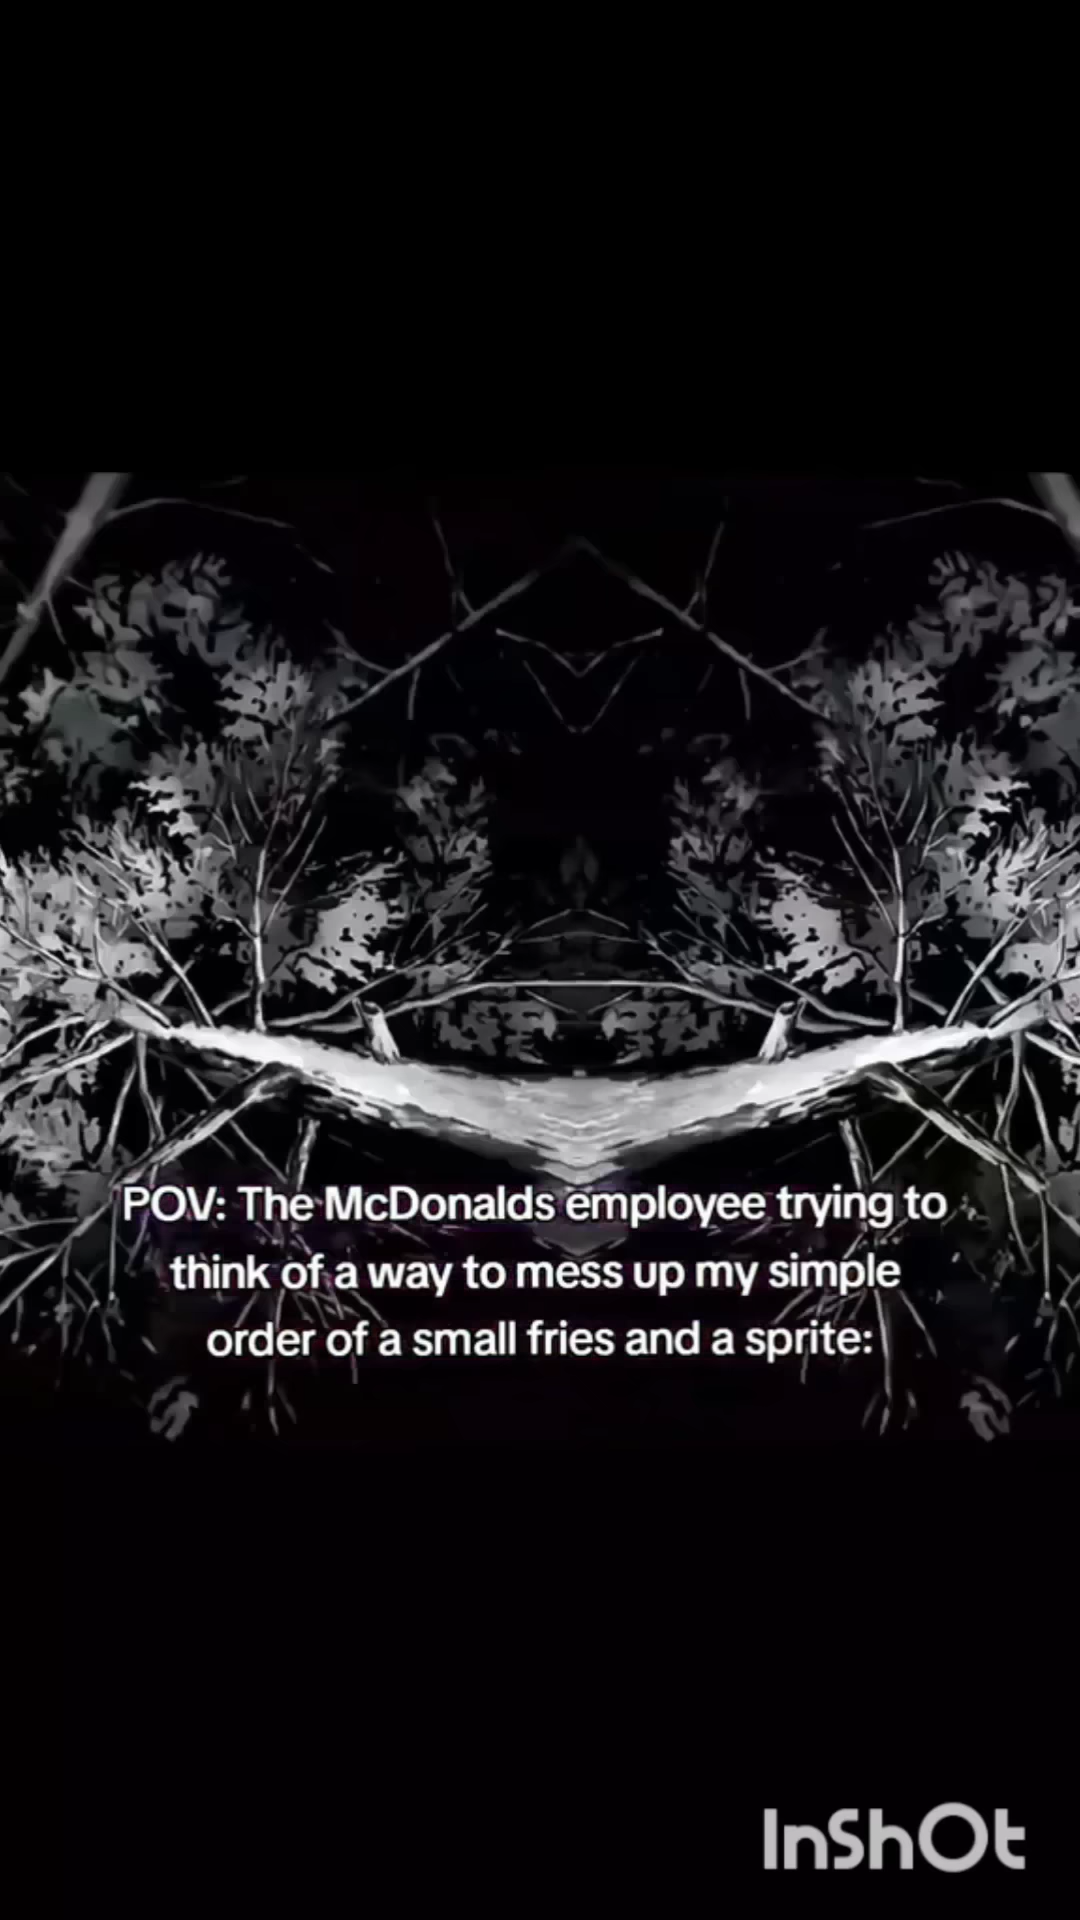 POV: The McDonalds employee trying to
think of a way to mess up my simple
order of a small fries and a sprite:
InShOt